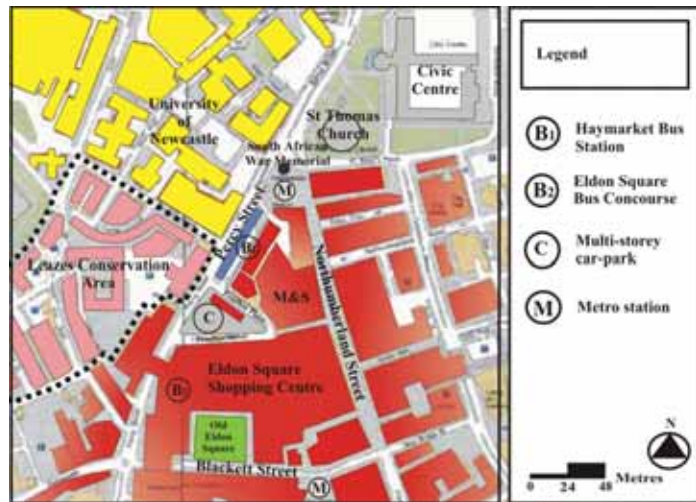 University
of
Newcastle
Civic
Centre
St Thomas
Church
South African
War Memorial
M
Percy Street
Leazes Conservation
Area
Northumberland Street
M&S
C
Eldon Square
Shopping Centre
Old
Eldon
Square
Blackett Street
M
Legend
B1 Haymarket Bus
Station
B2 Eldon Square
Bus Concourse
C Multi-storey
car-park
M Metro station
N
0 24 48 Metres